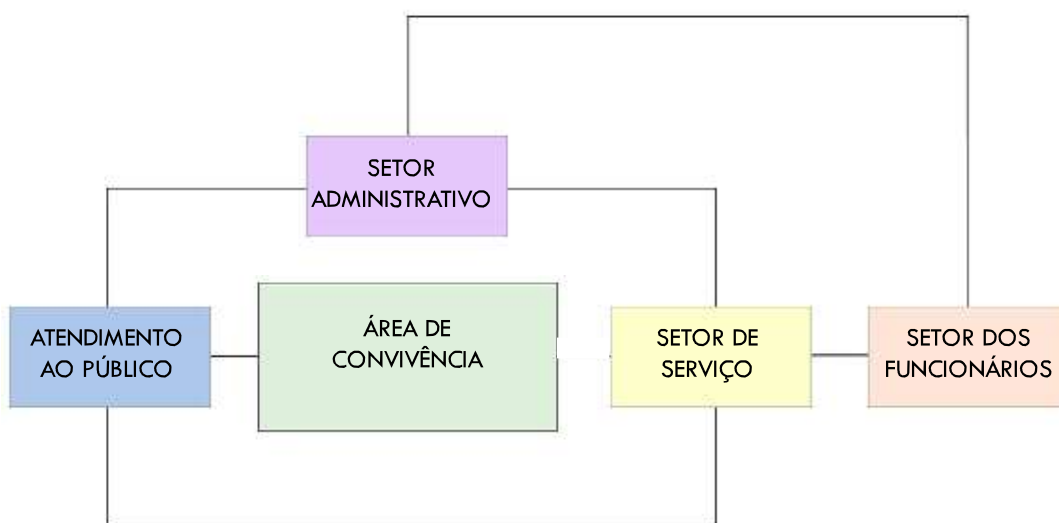 SETOR
ADMINISTRATIVO
ATENDIMENTO
AO PÚBLICO
ÁREA DE
CONVIVÊNCIA
SETOR DE
SERVIÇO
SETOR DOS
FUNCIONÁRIOS